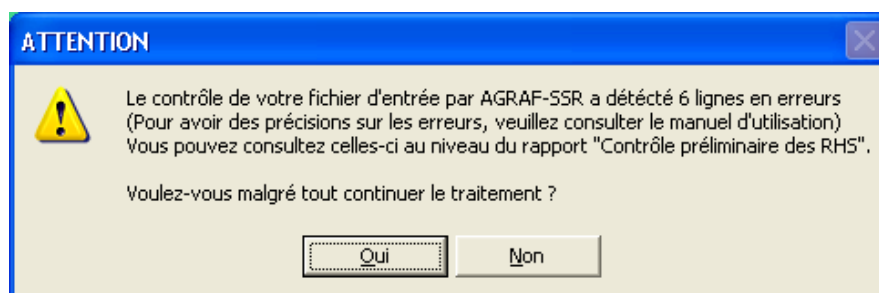 ATTENTION
Le contrôle de votre fichier d'entrée par AGRAF-SSR a détécté 6 lignes en erreurs
(Pour avoir des précisions sur les erreurs, veuillez consulter le manuel d'utilisation)
Vous pouvez consultez celles-ci au niveau du rapport "Contrôle préliminaire des RHS".
Voulez-vous malgré tout continuer le traitement ?
Oui Non